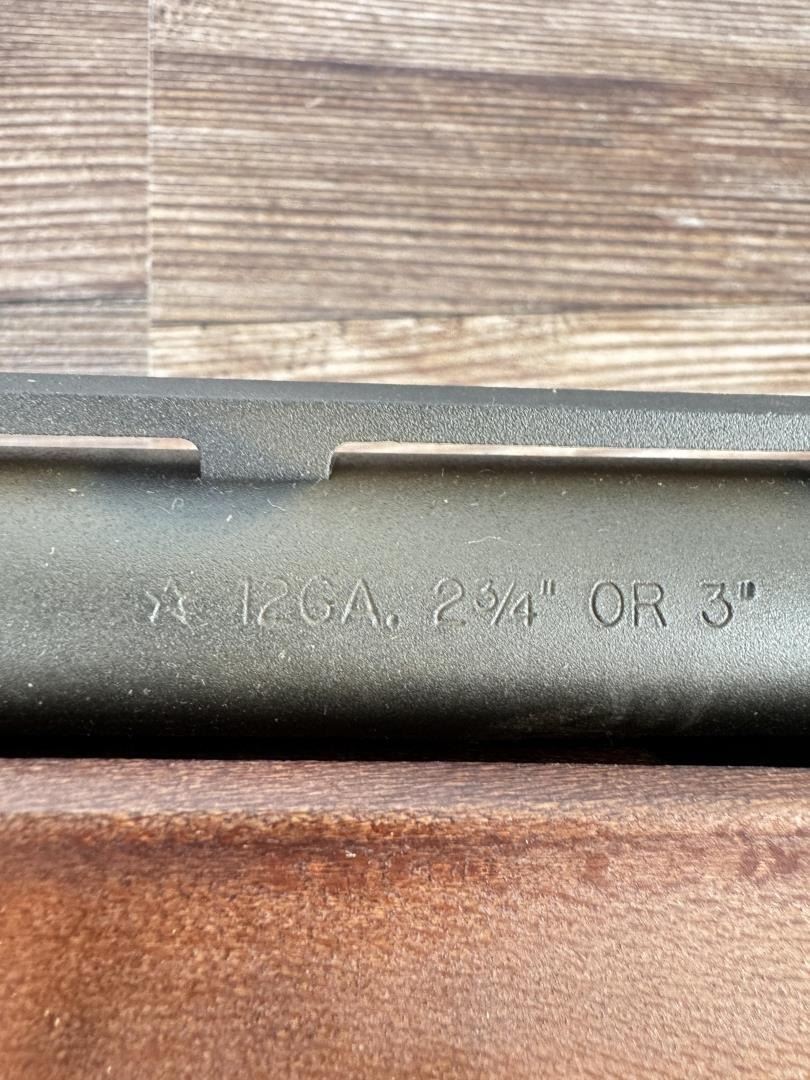 ☆ 12GA. 2¾" OR 3"